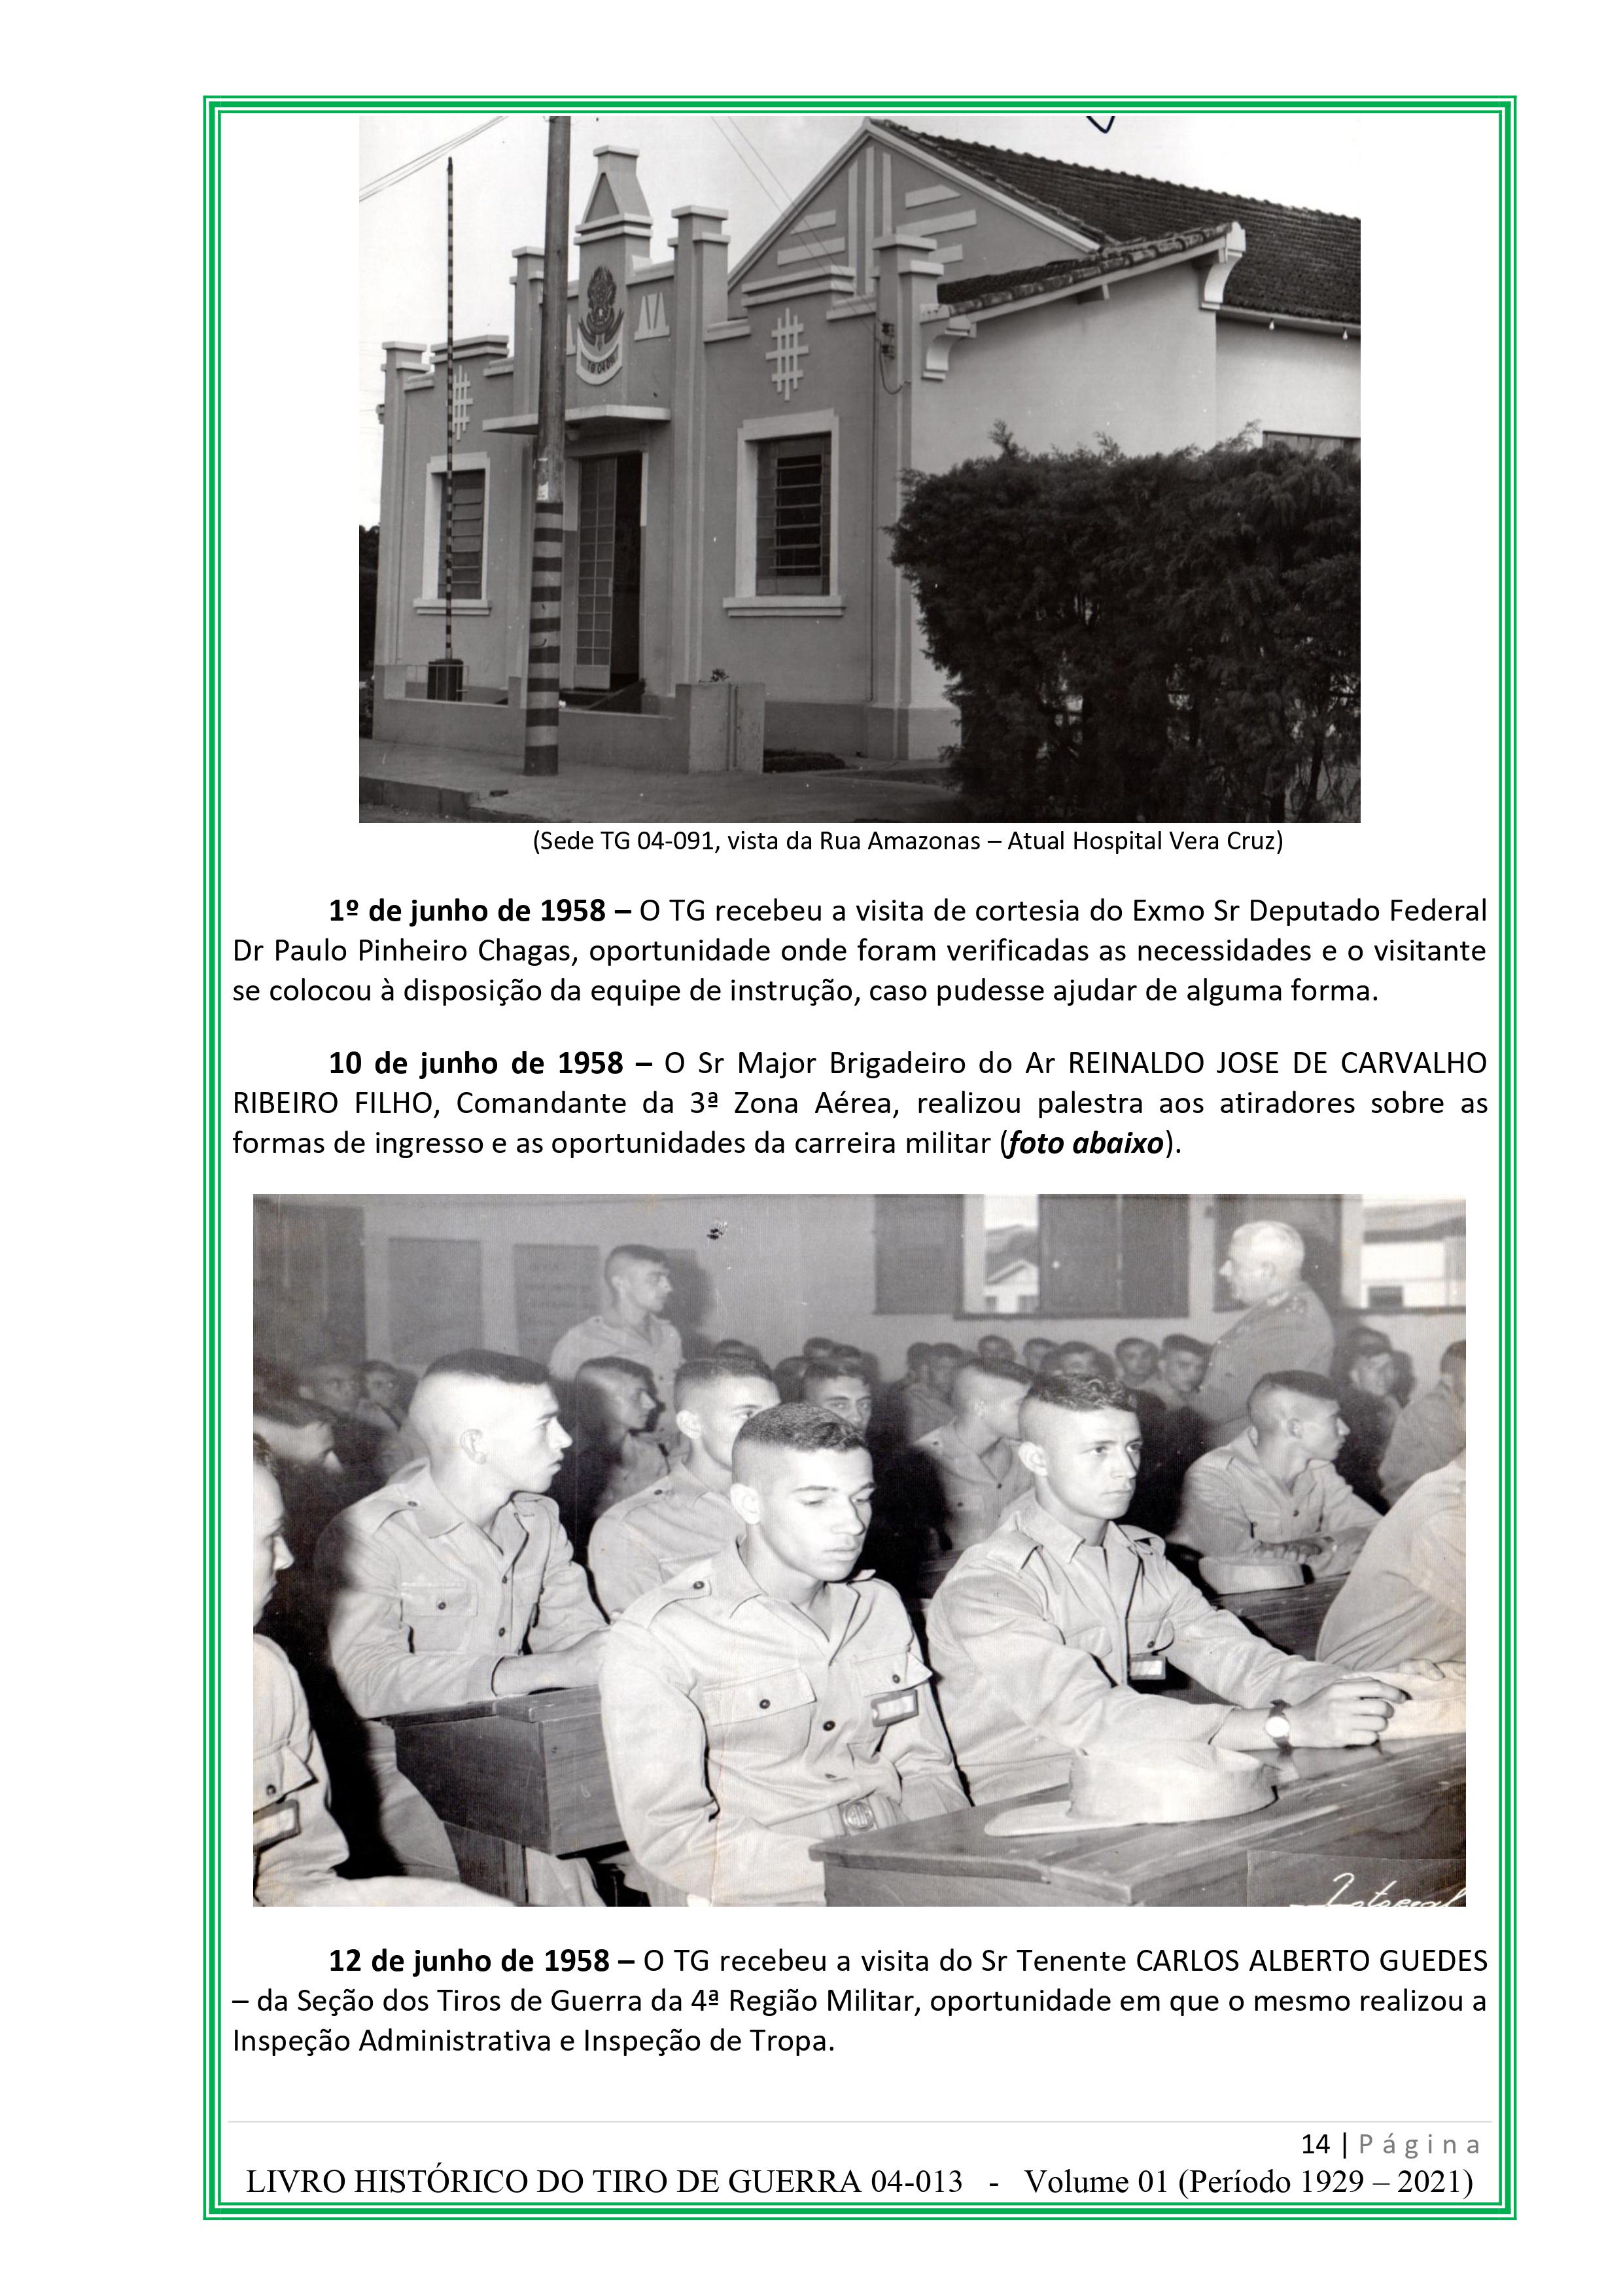 TG 04-091
(Sede TG 04-091, vista da Rua Amazonas – Atual Hospital Vera Cruz)
1º de junho de 1958 – O TG recebeu a visita de cortesia do Exmo Sr Deputado Federal
Dr Paulo Pinheiro Chagas, oportunidade onde foram verificadas as necessidades e o visitante
se colocou à disposição da equipe de instrução, caso pudesse ajudar de alguma forma.
10 de junho de 1958 – O Sr Major Brigadeiro do Ar REINALDO JOSE DE CARVALHO
RIBEIRO FILHO, Comandante da 3ª Zona Aérea, realizou palestra aos atiradores sobre as
formas de ingresso e as oportunidades da carreira militar (foto abaixo).
12 de junho de 1958 – O TG recebeu a visita do Sr Tenente CARLOS ALBERTO GUEDES
– da Seção dos Tiros de Guerra da 4ª Região Militar, oportunidade em que o mesmo realizou a
Inspeção Administrativa e Inspeção de Tropa.
14 | Página
LIVRO HISTÓRICO DO TIRO DE GUERRA 04-013 - Volume 01 (Período 1929 – 2021)